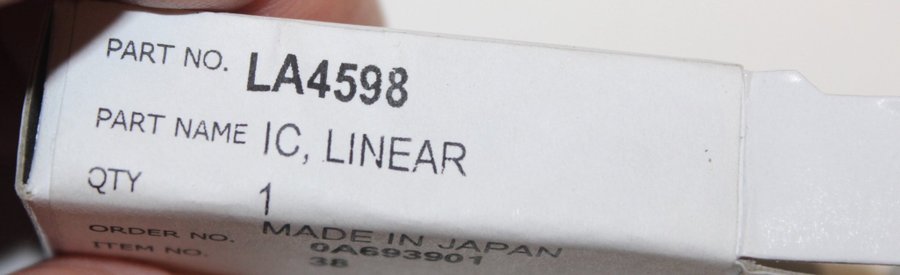 PART NO. LA4598
PART NAME IC, LINEAR
QTY 1
MADE IN JAPAN
ORDER NO. 0A693901
ITEM NO. 38